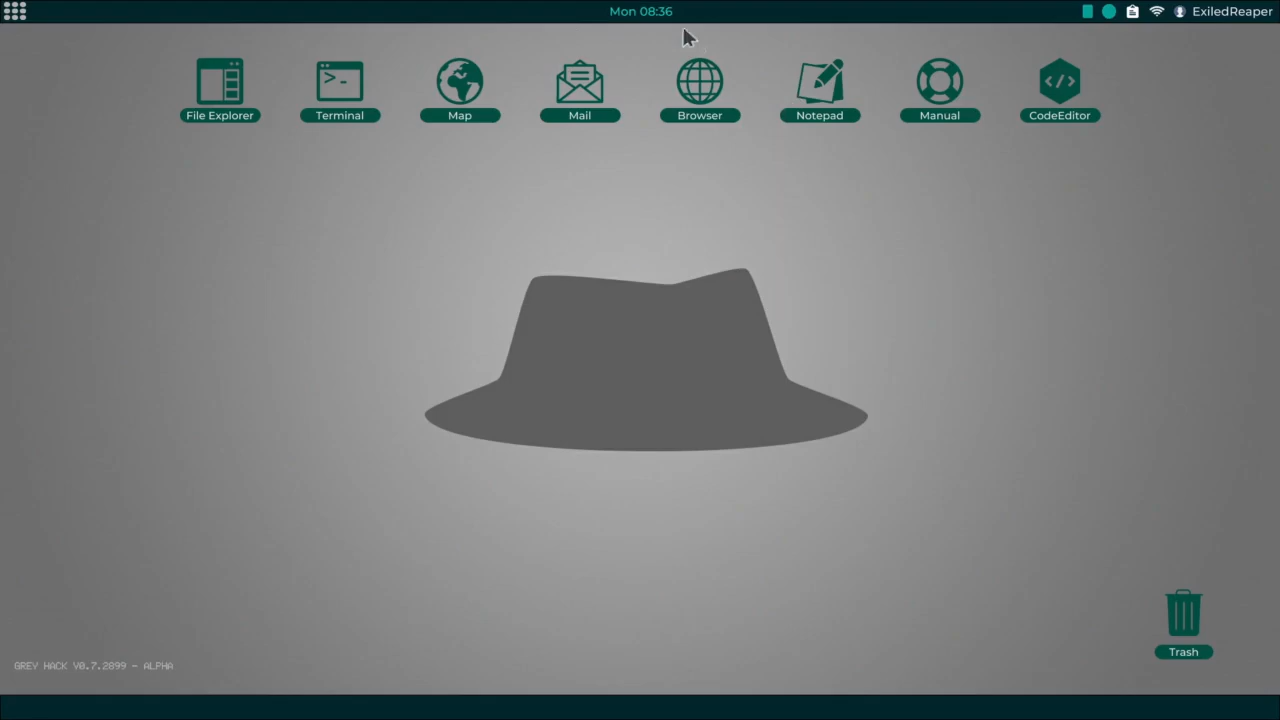 Mon 08:36
ExiledReaper
File Explorer
Terminal
Map
Mail
Browser
Notepad
Manual
CodeEditor
Trash
GREY HACK V0.7.2899 - ALPHA